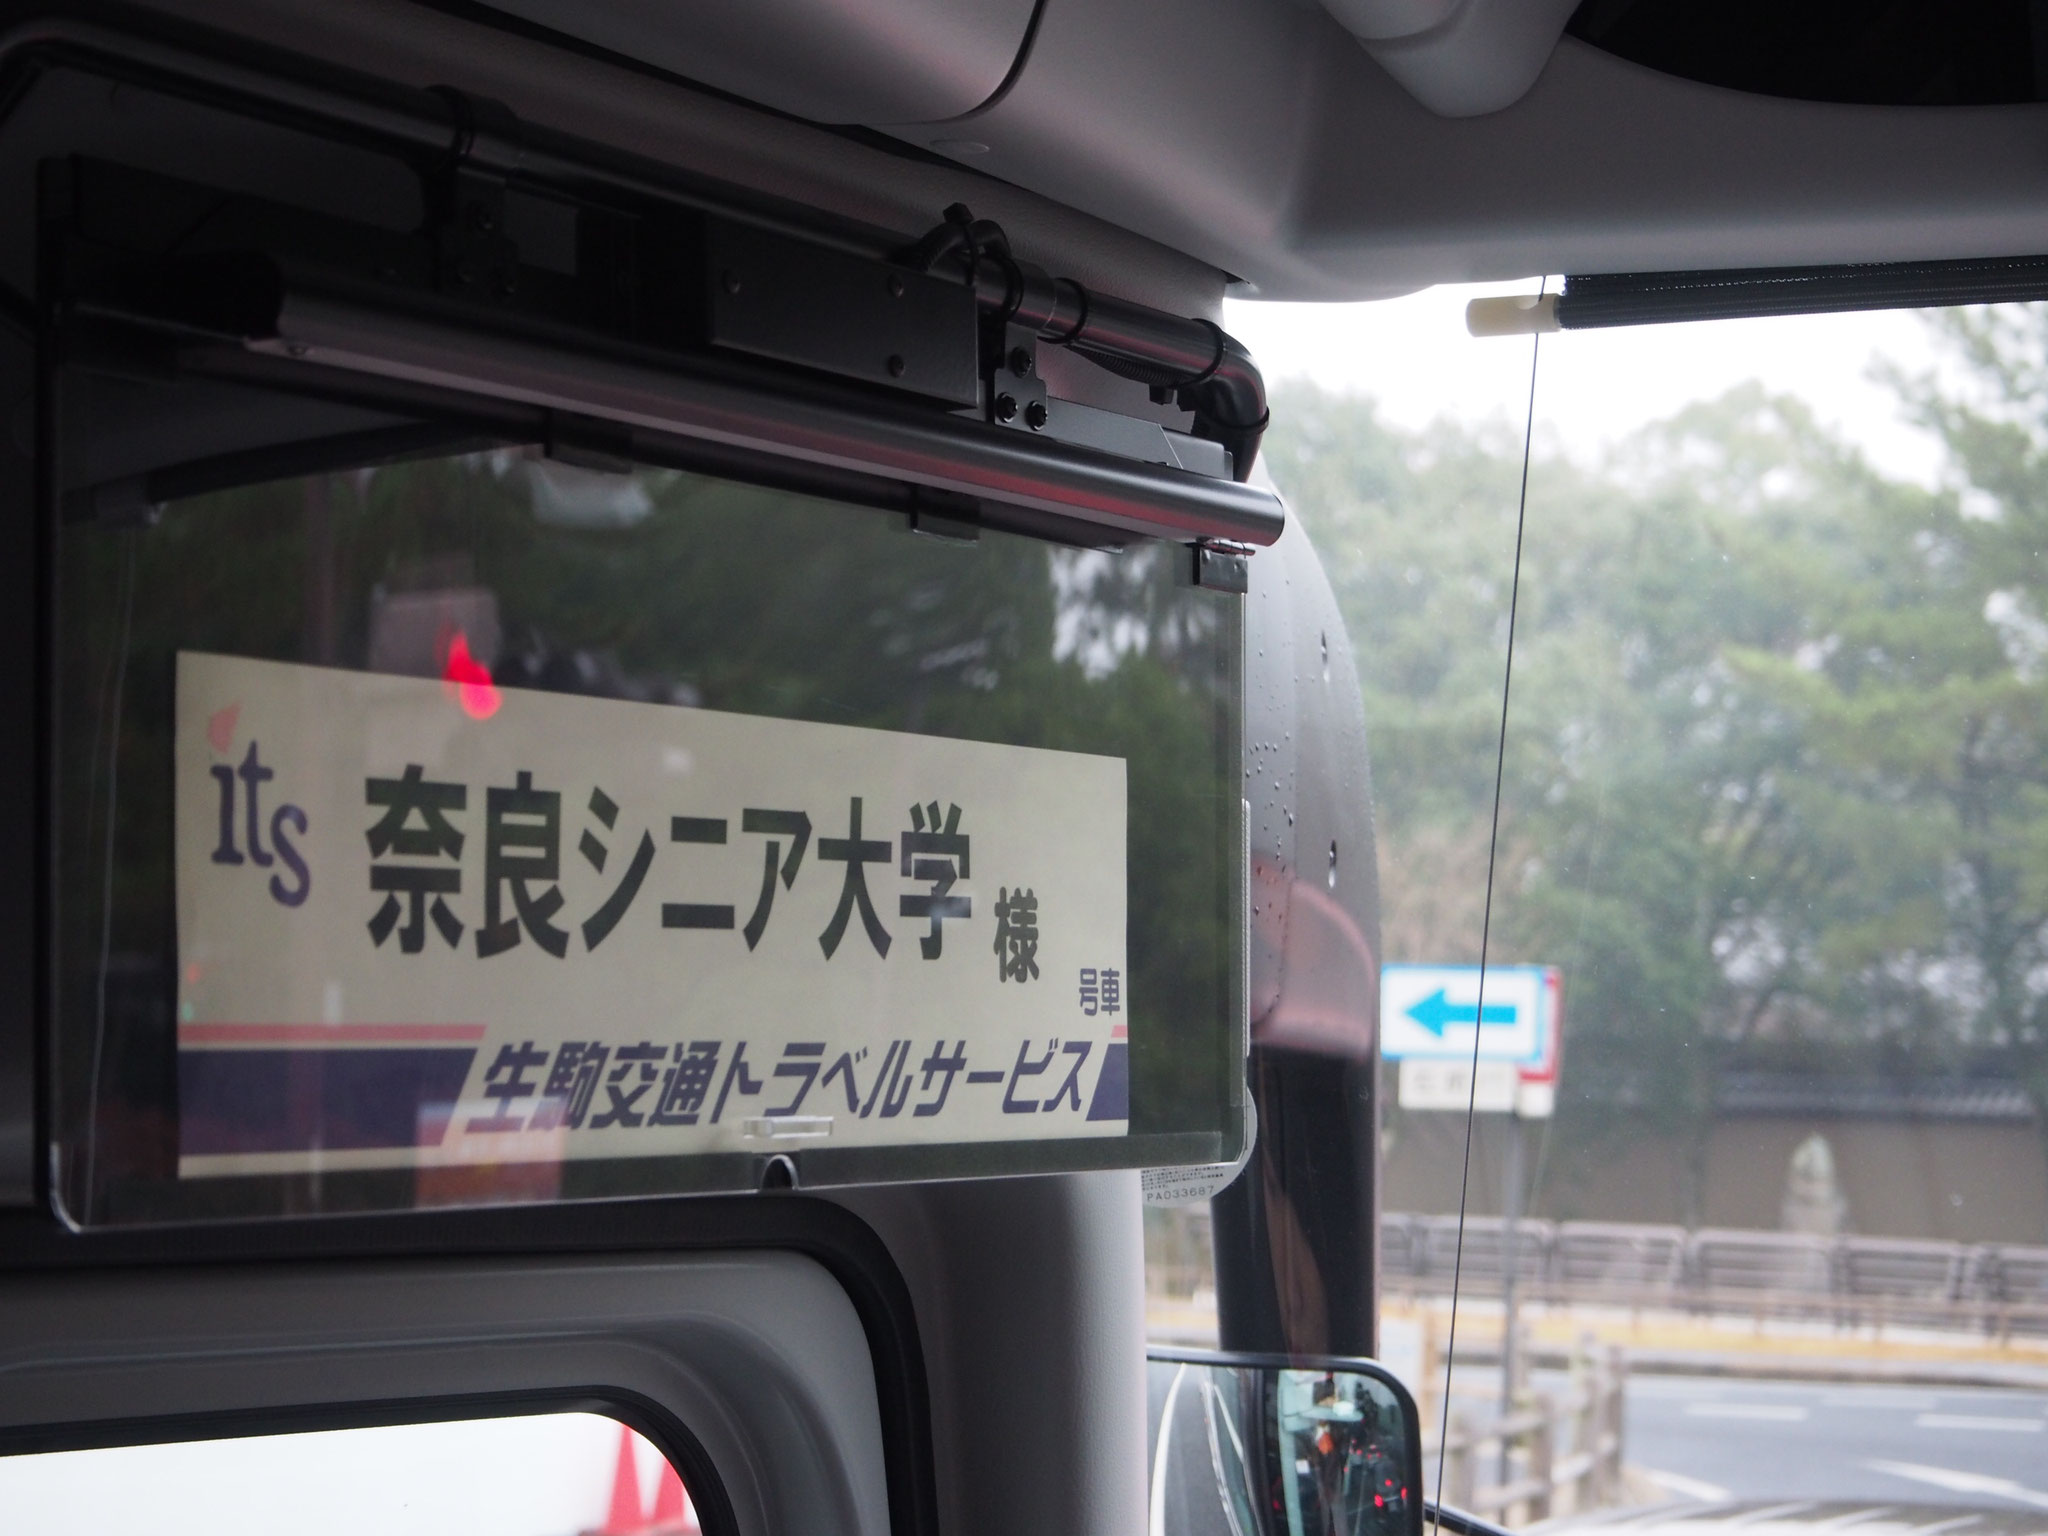 its
奈良シニア大学 様
号車
生駒交通トラベルサービス
PA033687